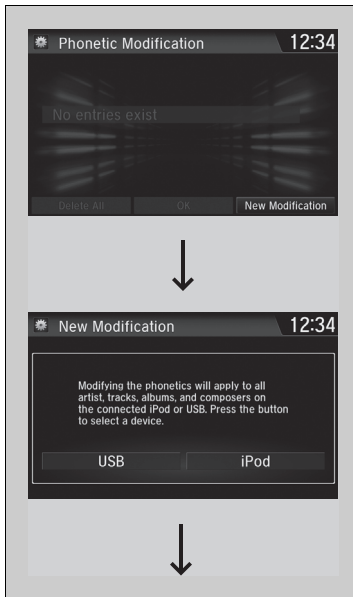 Phonetic Modification 12:34
No entries exist
Delete All OK New Modification
New Modification 12:34
Modifying the phonetics will apply to all
artist, tracks, albums, and composers on
the connected iPod or USB. Press the button
to select a device.
USB iPod